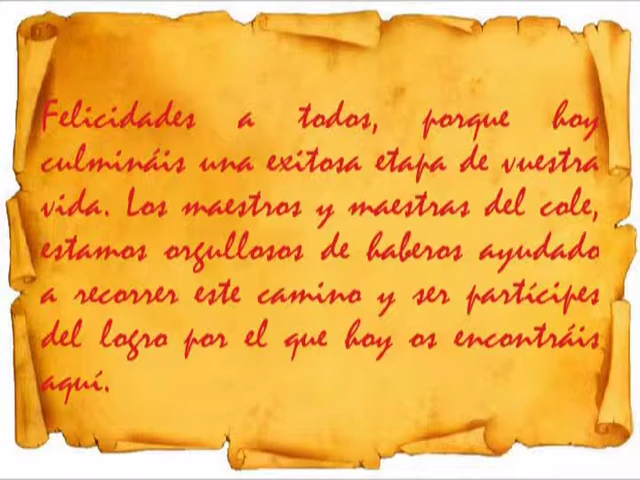 Felicidades a todos, porque hoy
culmináis una exitosa etapa de vuestra
vida. Los maestros y maestras del cole,
estamos orgullosos de haberos ayudado
a recorrer este camino y ser partícipes
del logro por el que hoy os encontráis
aquí.